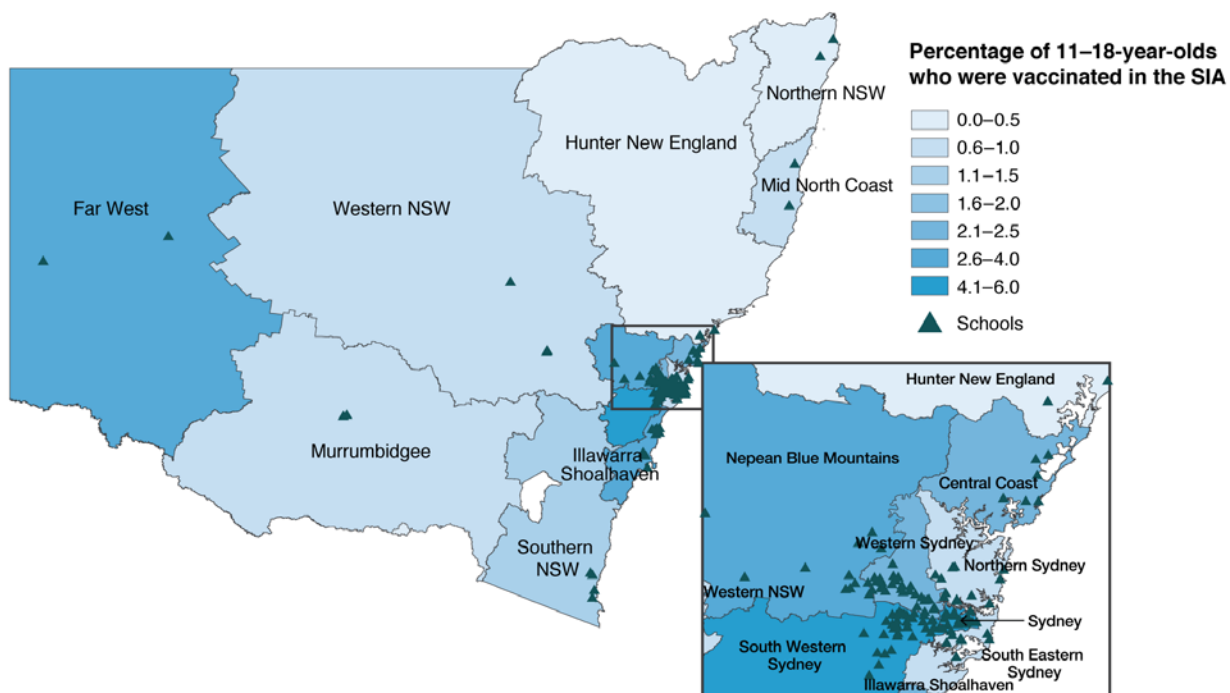 Percentage of 11–18-year-olds
who were vaccinated in the SIA
0.0–0.5
0.6–1.0
1.1–1.5
1.6–2.0
2.1–2.5
2.6–4.0
4.1–6.0
Schools
Northern NSW
Hunter New England
Mid North Coast
Far West
Western NSW
Murrumbidgee
Illawarra
Shoalhaven
Southern
NSW
Hunter New England
Nepean Blue Mountains
Central Coast
Western Sydney
Northern Sydney
Western NSW
Sydney
South Western
Sydney
South Eastern
Sydney
Illawarra Shoalhaven